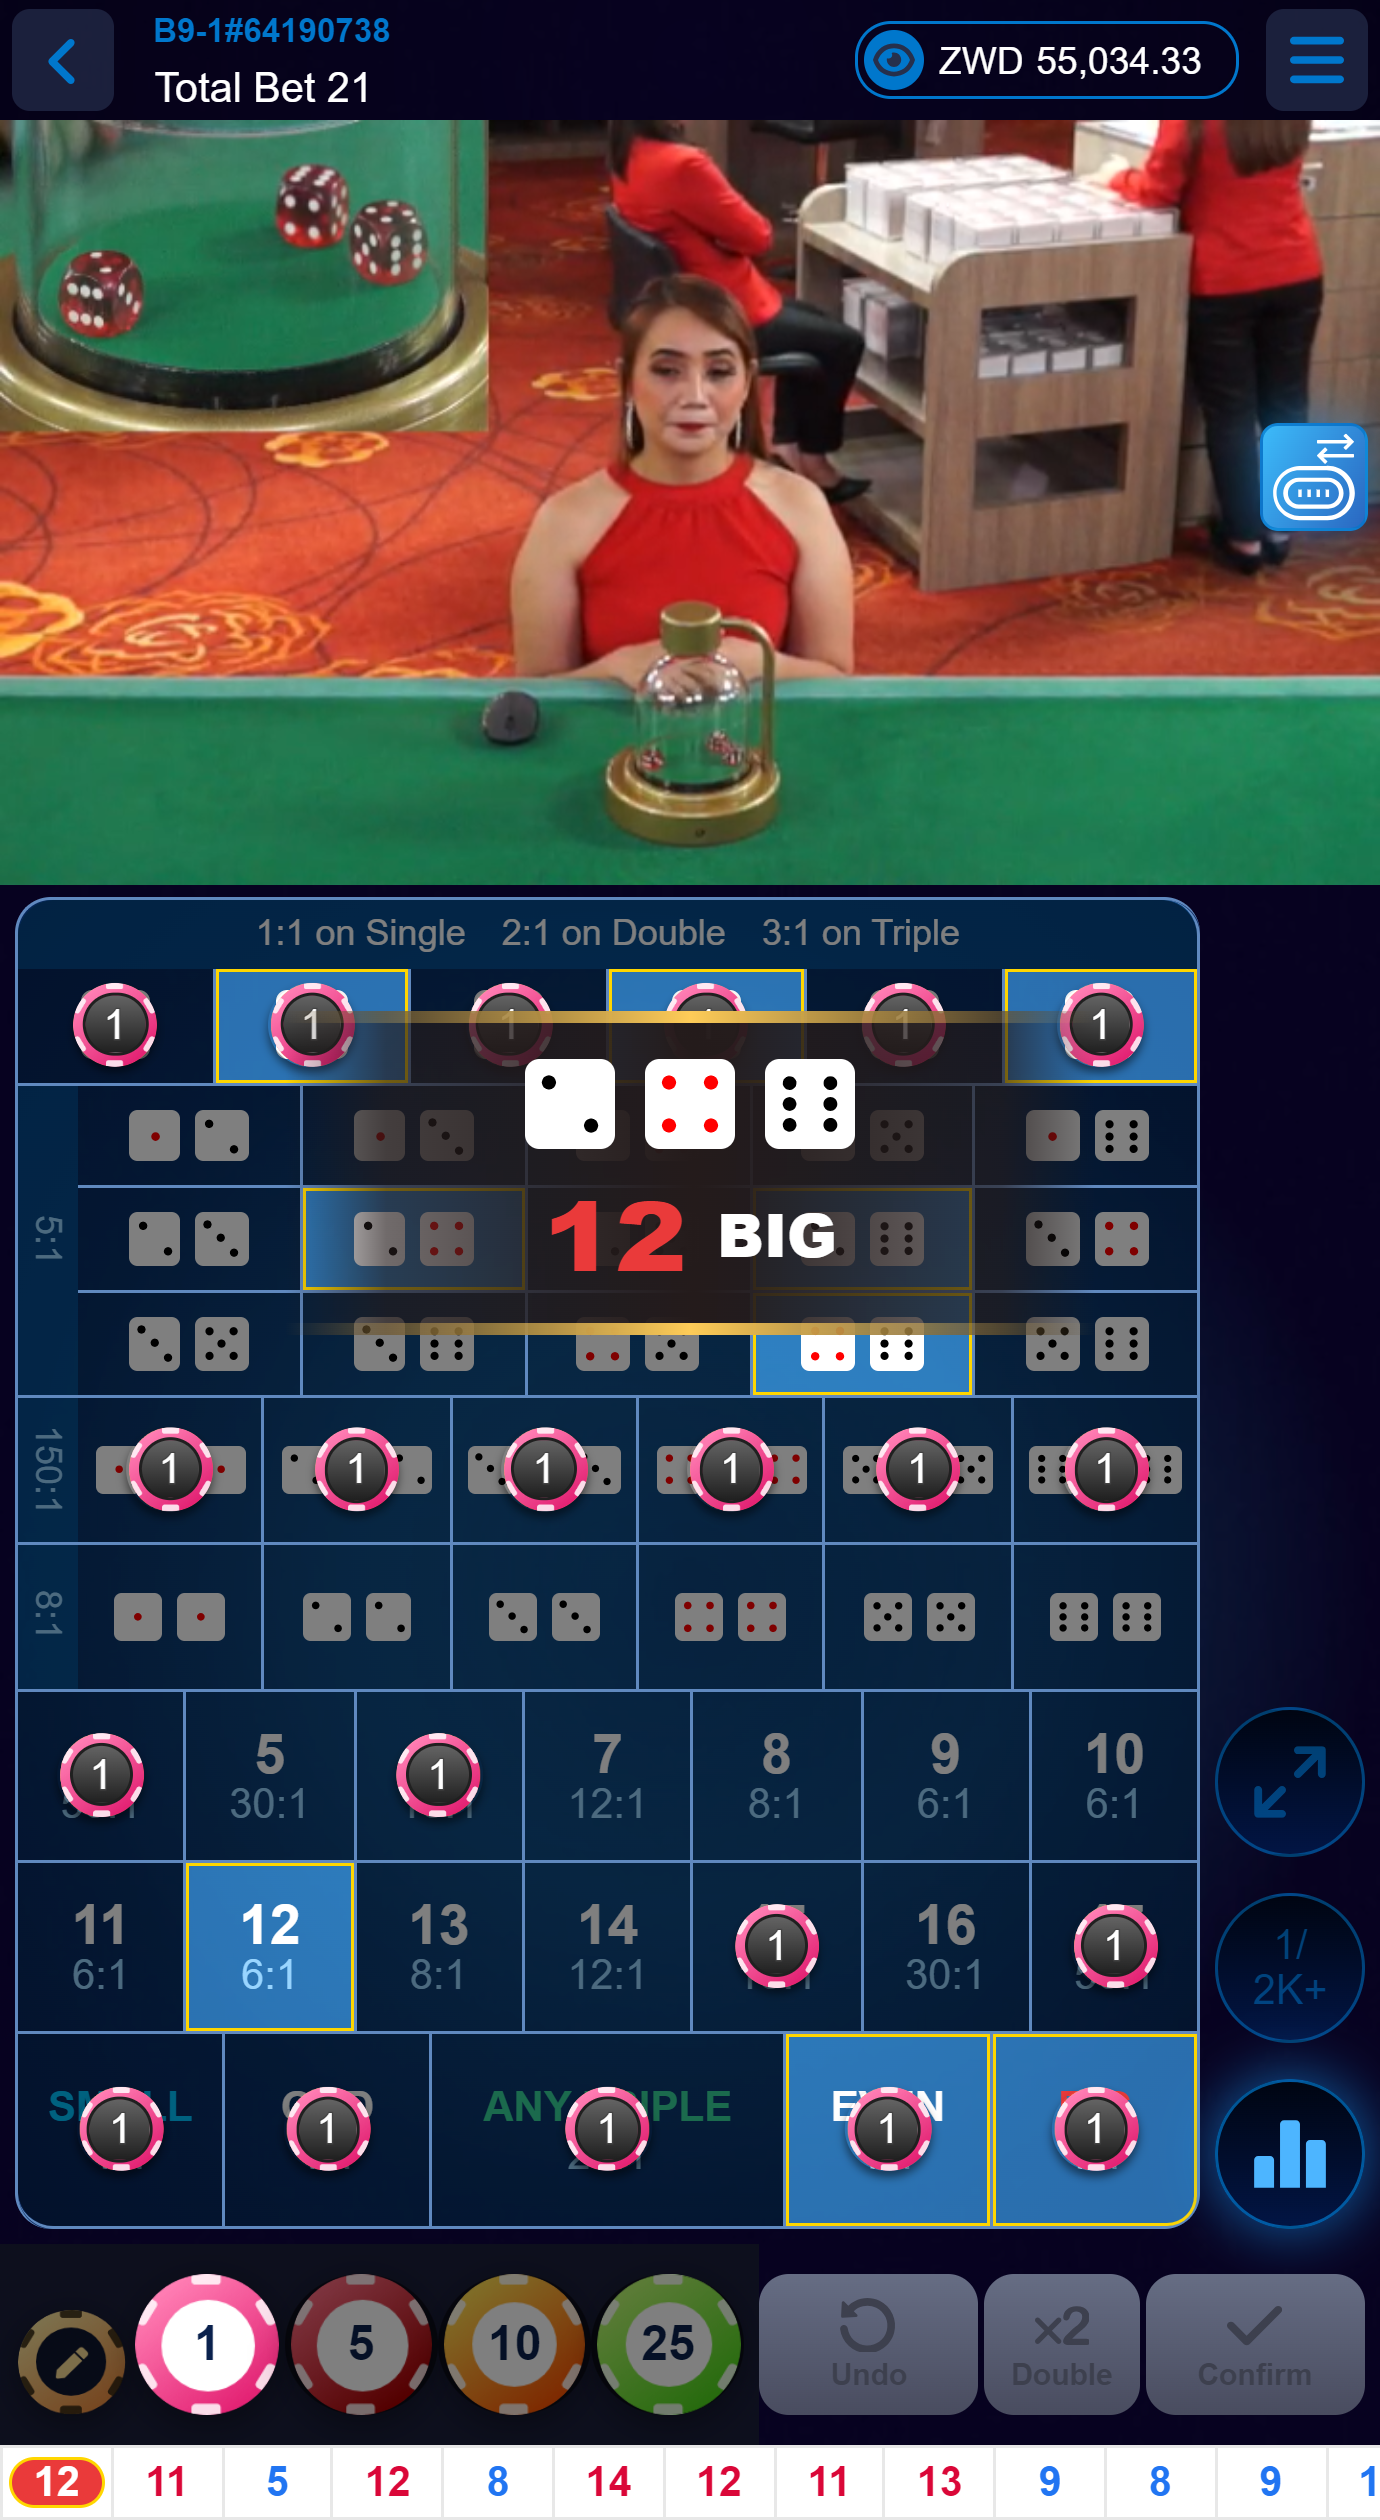 B9-1#64190738
Total Bet 21
ZWD 55,034.33
1:1 on Single 2:1 on Double 3:1 on Triple
1 1 1 1 1
5:1
12 BIG
150:1
1 1 1 1 1 1
8:1
1 5 1 7 8 9 10
30:1 12:1 8:1 6:1 6:1
11 12 13 14 1 16 1
6:1 6:1 8:1 12:1 30:1
1/
2K+
ANY
1 1 1 1 1
1 5 10 25
x2
Undo Double Confirm
12 11 5 12 8 14 12 11 13 9 8 9 1